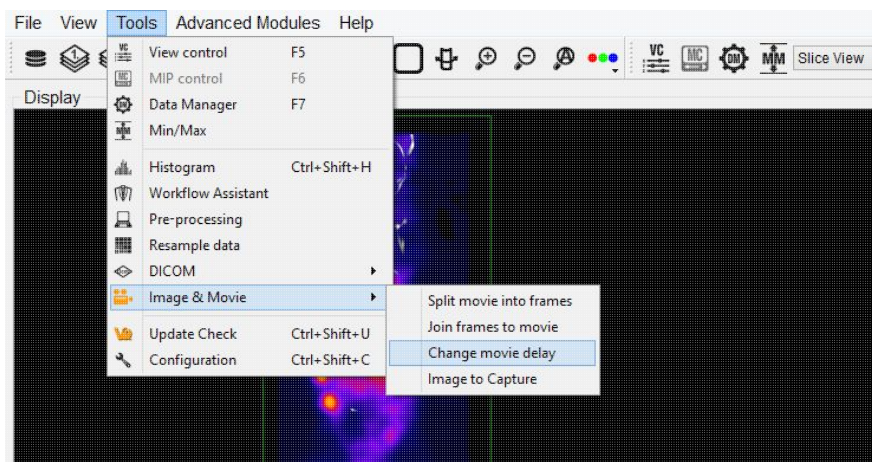 File View Tools Advanced Modules Help
VC MC DM MM Slice View
Display
VC View control F5
MC MIP control F6
DM Data Manager F7
MM Min/Max
Histogram Ctrl+Shift+H
Workflow Assistant
Pre-processing
Resample data
DICOM
Image & Movie
Update Check Ctrl+Shift+U
Configuration Ctrl+Shift+C
Split movie into frames
Join frames to movie
Change movie delay
Image to Capture